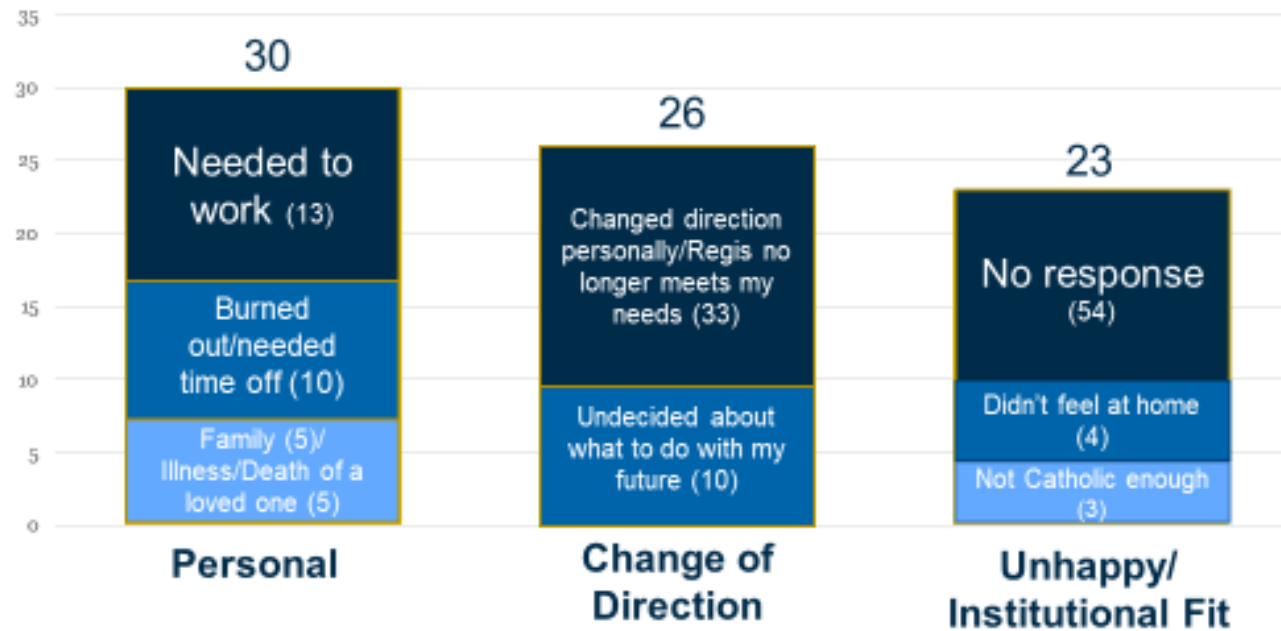 35
30
25
20
15
10
5
0
30
Needed to
work (13)
Burned
out/needed
time off (10)
Family (5)/
Illness/Death of a
loved one (5)
Personal
26
Changed direction
personally/Regis no
longer meets my
needs (33)
Undecided about
what to do with my
future (10)
Change of
Direction
23
No response
(54)
Didn't feel at home
(4)
Not Catholic enough
(3)
Unhappy/
Institutional Fit